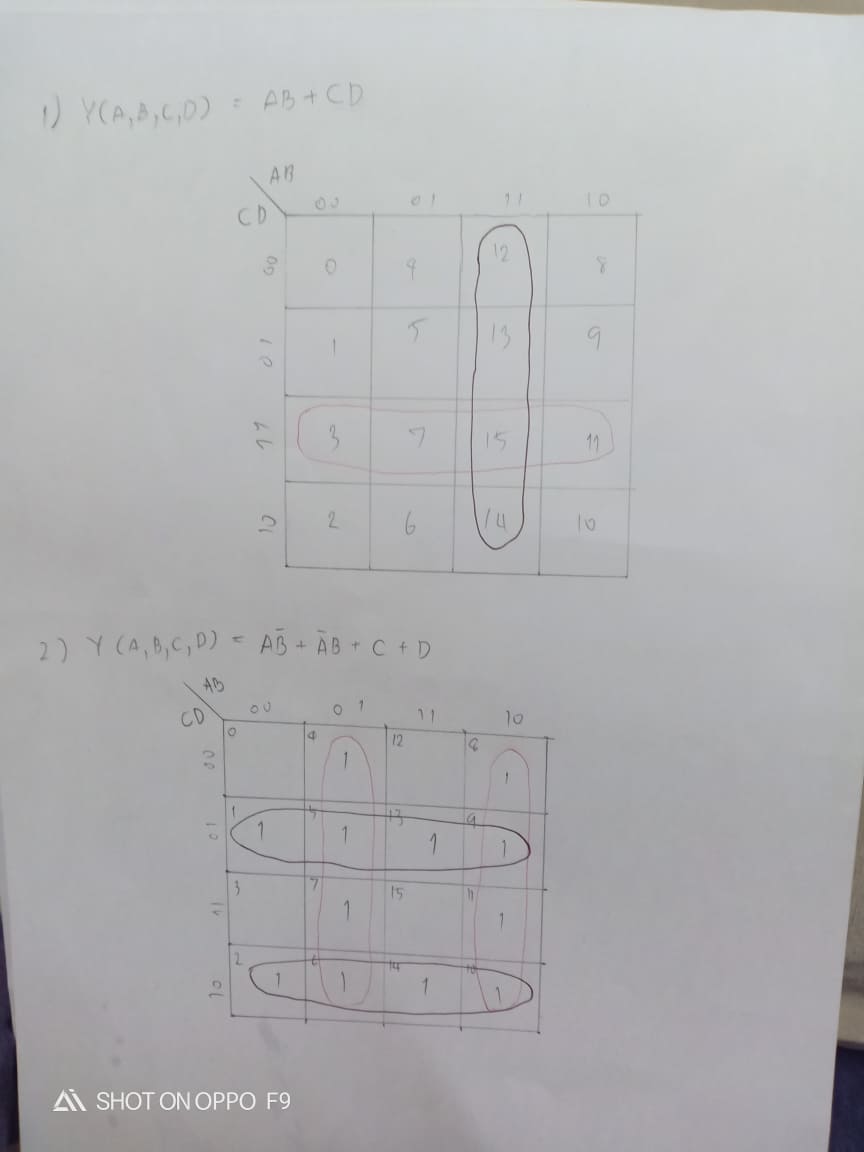 1) Y(A,B,C,D) = AB + CD
AB
CD
00 01 11 10
00 0 4 12 8
01 1 5 13 9
11 3 7 15 11
10 2 6 14 10
2) Y (A,B,C,D) = AB̄ + ĀB + C + D
AB
CD
00 01 11 10
0 4 12 8
00 1 1
1 5 13 9
01 1 1 1 1
3 7 15 11
11 1 1
2 6 14 10
10 1 1 1 1
SHOT ON OPPO F9